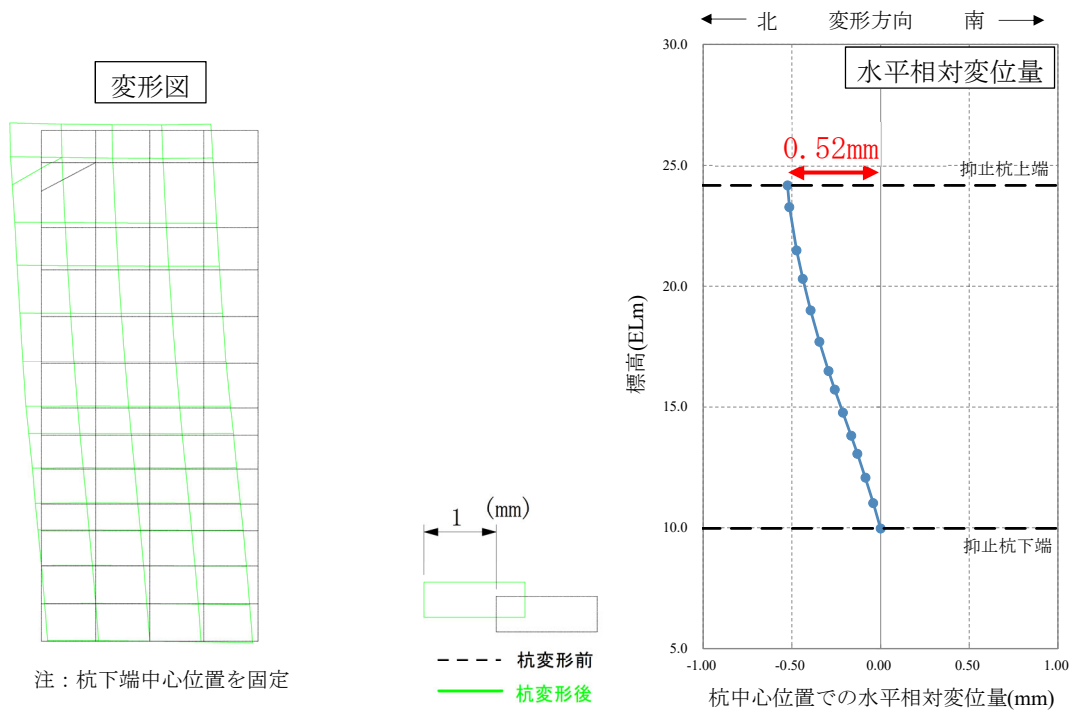 変形図
注：杭下端中心位置を固定
1 (mm)
杭変形前
杭変形後
北 変形方向 南
水平相対変位量
0.52mm
抑止杭上端
抑止杭下端
標高(ELm)
30.0
25.0
20.0
15.0
10.0
5.0
-1.00 -0.50 0.00 0.50 1.00
杭中心位置での水平相対変位量(mm)